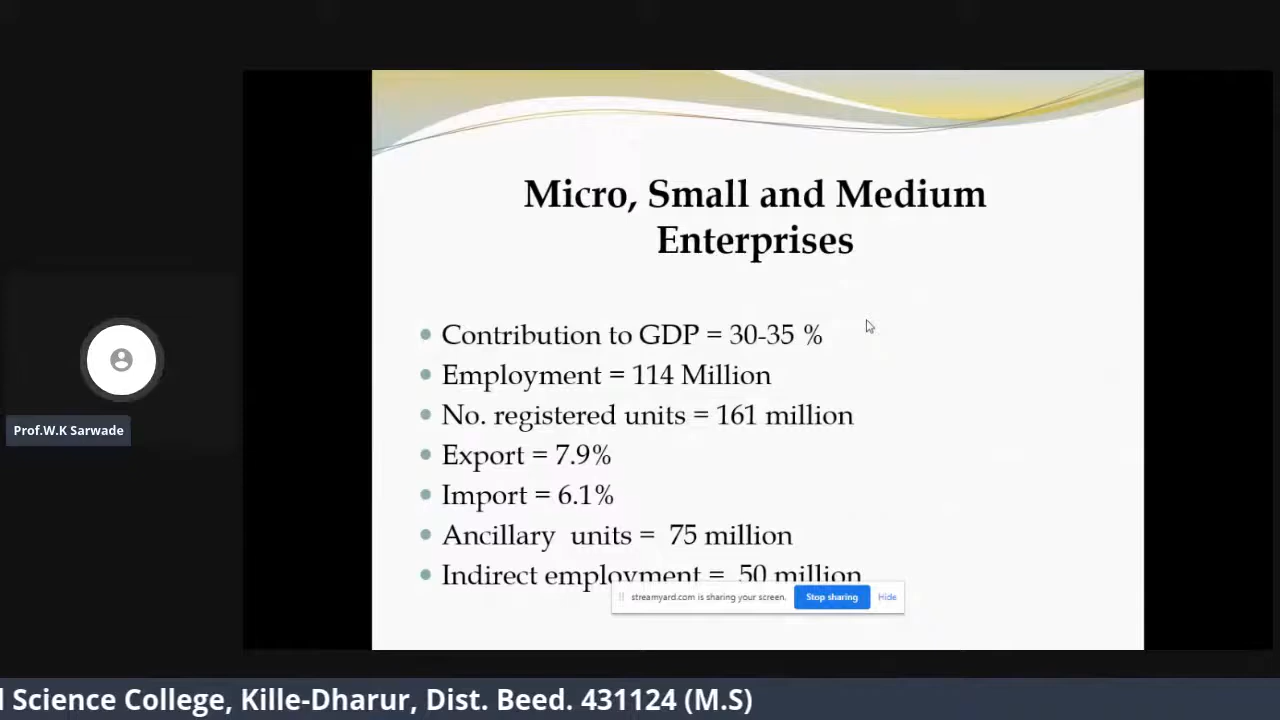 Micro, Small and Medium
Enterprises
Contribution to GDP = 30-35 %
Employment = 114 Million
No. registered units = 161 million
Export = 7.9%
Import = 6.1%
Ancillary units = 75 million
Indirect employment = 50 million
streamyard.com is sharing your screen.
Stop sharing
Hide
Prof.W.K Sarwade
Science College, Kille-Dharur, Dist. Beed. 431124 (M.S)